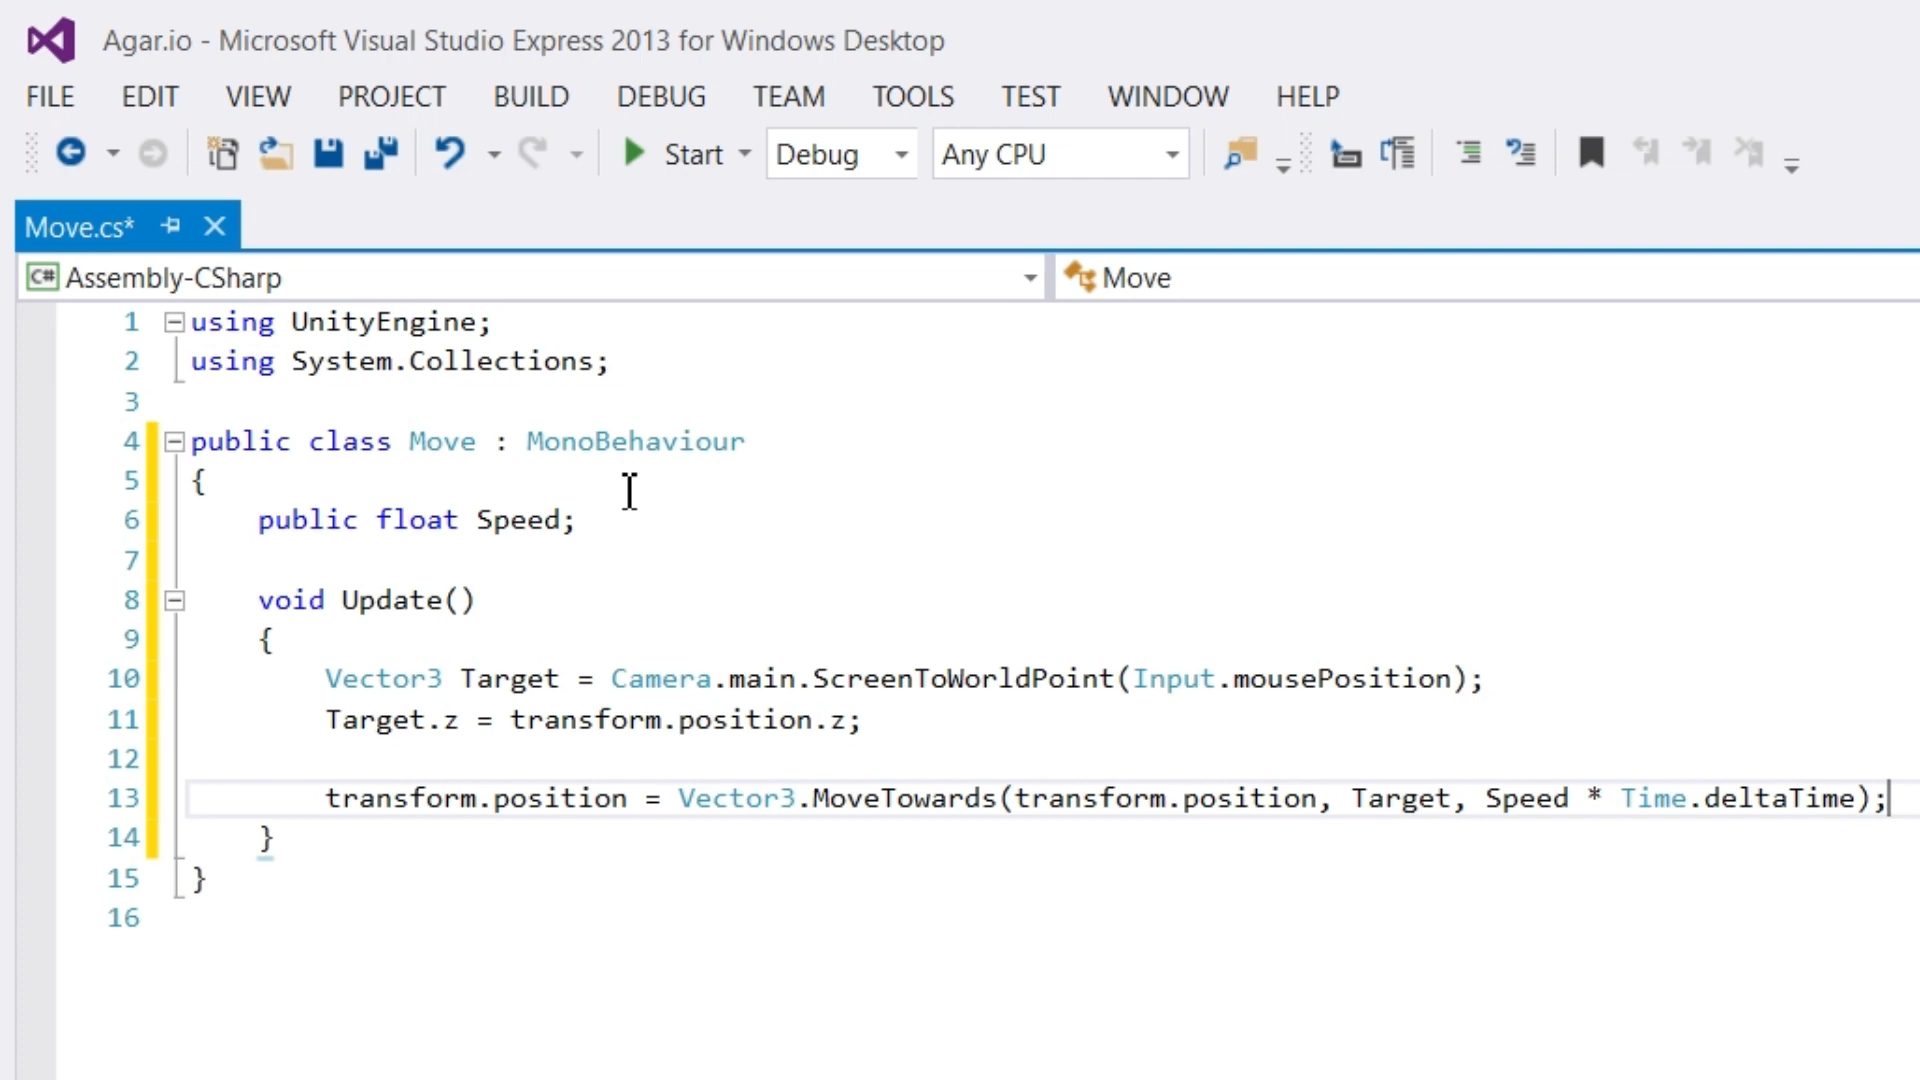 Agar.io - Microsoft Visual Studio Express 2013 for Windows Desktop
FILE EDIT VIEW PROJECT BUILD DEBUG TEAM TOOLS TEST WINDOW HELP
Start Debug Any CPU
Move.cs*
C# Assembly-CSharp Move
1 using UnityEngine;
2 using System.Collections;
3
4 public class Move : MonoBehaviour
5 {
6 public float Speed;
7
8 void Update()
9 {
10 Vector3 Target = Camera.main.ScreenToWorldPoint(Input.mousePosition);
11 Target.z = transform.position.z;
12
13 transform.position = Vector3.MoveTowards(transform.position, Target, Speed * Time.deltaTime);
14 }
15 }
16